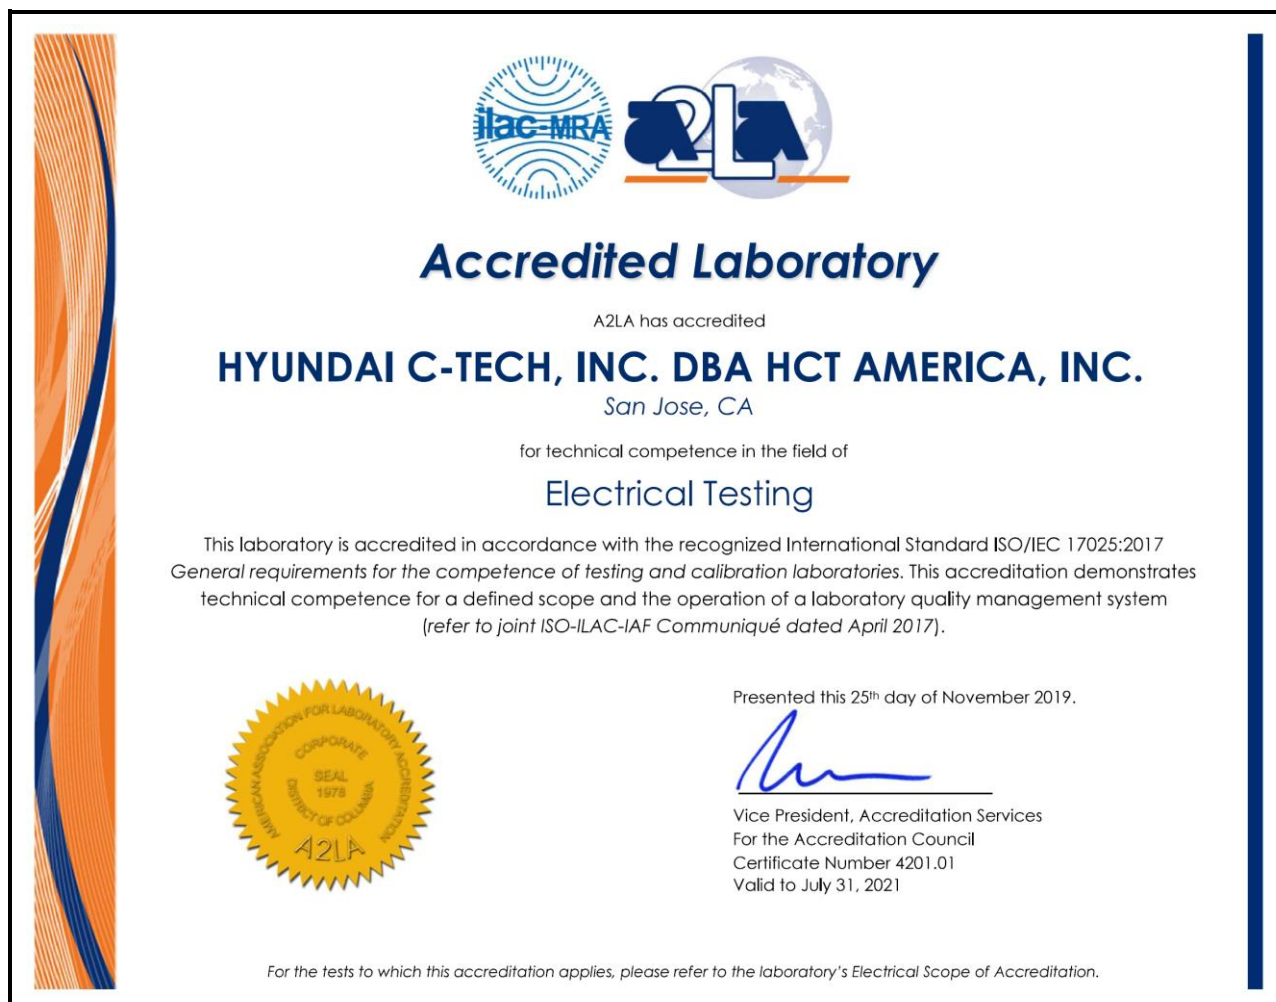 ilac-MRA
A2LA
Accredited Laboratory
A2LA has accredited
HYUNDAI C-TECH, INC. DBA HCT AMERICA, INC.
San Jose, CA
for technical competence in the field of
Electrical Testing
This laboratory is accredited in accordance with the recognized International Standard ISO/IEC 17025:2017
General requirements for the competence of testing and calibration laboratories. This accreditation demonstrates
technical competence for a defined scope and the operation of a laboratory quality management system
(refer to joint ISO-ILAC-IAF Communiqué dated April 2017).
AMERICAN ASSOCIATION FOR LABORATORY ACCREDITATION
CORPORATE
SEAL
1978
DISTRICT OF COLUMBIA
A2LA
Presented this 25th day of November 2019.
Vice President, Accreditation Services
For the Accreditation Council
Certificate Number 4201.01
Valid to July 31, 2021
For the tests to which this accreditation applies, please refer to the laboratory's Electrical Scope of Accreditation.